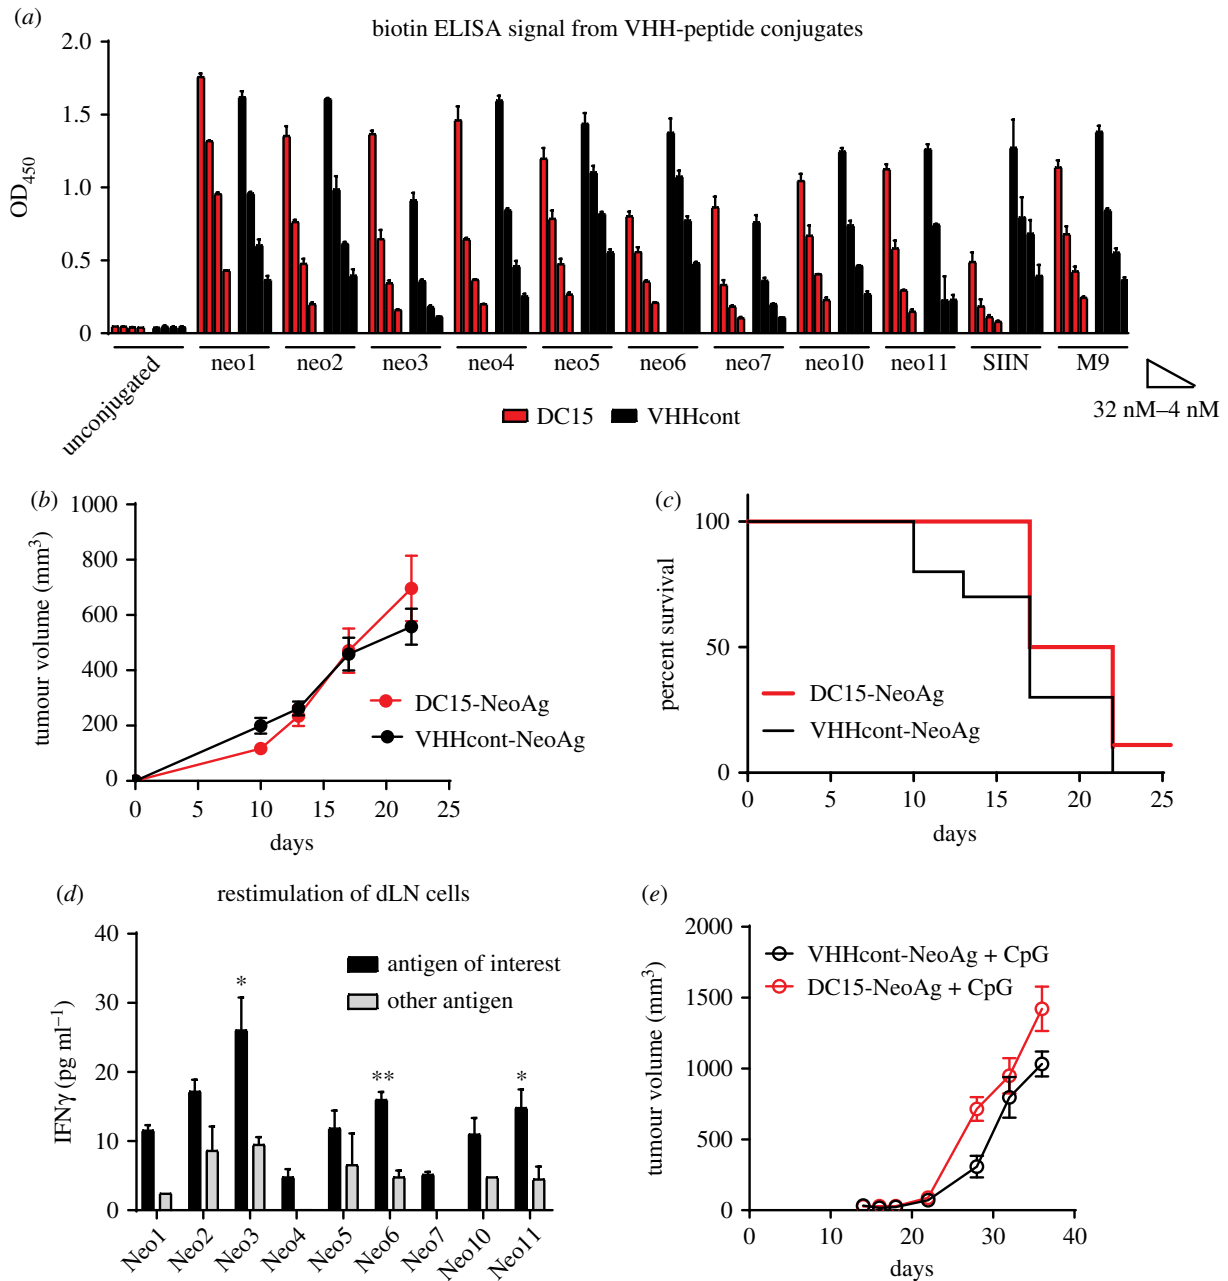 (a)
biotin ELISA signal from VHH-peptide conjugates
2.0
1.5
1.0
0.5
0
OD450
unconjugated
neo1 neo2 neo3 neo4 neo5 neo6 neo7 neo10 neo11 SIIN M9
32 nM–4 nM
DC15 VHHcont
(b)
1000
800
600
400
200
0
tumour volume (mm³)
0 5 10 15 20 25
days
DC15-NeoAg
VHHcont-NeoAg
(c)
100
50
0
percent survival
DC15-NeoAg
VHHcont-NeoAg
0 5 10 15 20 25
days
(d) restimulation of dLN cells
40
30
20
10
0
IFNγ (pg ml⁻¹)
antigen of interest
other antigen
* ** *
Neo1 Neo2 Neo3 Neo4 Neo5 Neo6 Neo7 Neo10 Neo11
(e)
2000
1500
1000
500
0
tumour volume (mm³)
VHHcont-NeoAg + CpG
DC15-NeoAg + CpG
0 10 20 30 40
days